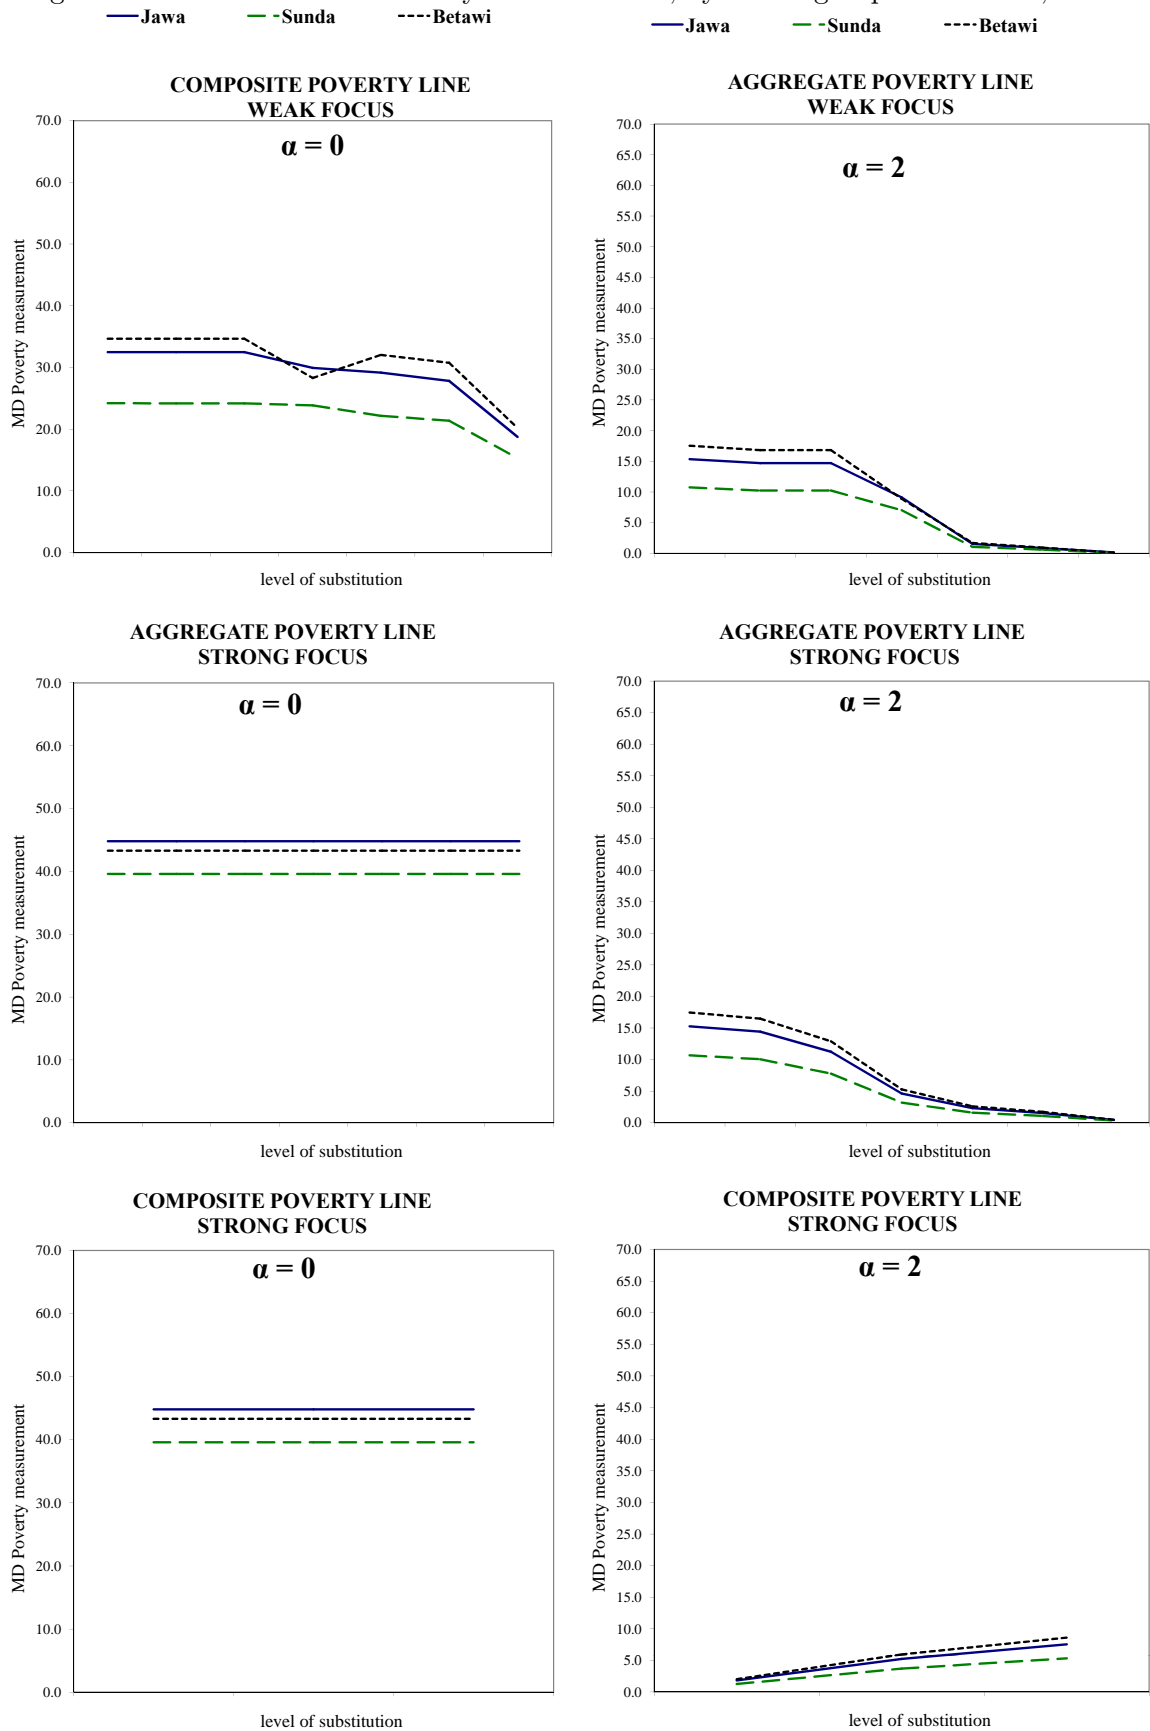 Jawa Sunda Betawi
Jawa Sunda Betawi
COMPOSITE POVERTY LINE
WEAK FOCUS
α = 0
MD Poverty measurement
70.0
60.0
50.0
40.0
30.0
20.0
10.0
0.0
level of substitution
AGGREGATE POVERTY LINE
WEAK FOCUS
α = 2
MD Poverty measurement
70.0
65.0
60.0
55.0
50.0
45.0
40.0
35.0
30.0
25.0
20.0
15.0
10.0
5.0
0.0
level of substitution
AGGREGATE POVERTY LINE
STRONG FOCUS
α = 0
MD Poverty measurement
70.0
60.0
50.0
40.0
30.0
20.0
10.0
0.0
level of substitution
AGGREGATE POVERTY LINE
STRONG FOCUS
α = 2
MD Poverty measurement
70.0
65.0
60.0
55.0
50.0
45.0
40.0
35.0
30.0
25.0
20.0
15.0
10.0
5.0
0.0
level of substitution
COMPOSITE POVERTY LINE
STRONG FOCUS
α = 0
MD Poverty measurement
70.0
60.0
50.0
40.0
30.0
20.0
10.0
0.0
level of substitution
COMPOSITE POVERTY LINE
STRONG FOCUS
α = 2
MD Poverty measurement
70.0
65.0
60.0
55.0
50.0
45.0
40.0
35.0
30.0
25.0
20.0
15.0
10.0
5.0
0.0
level of substitution